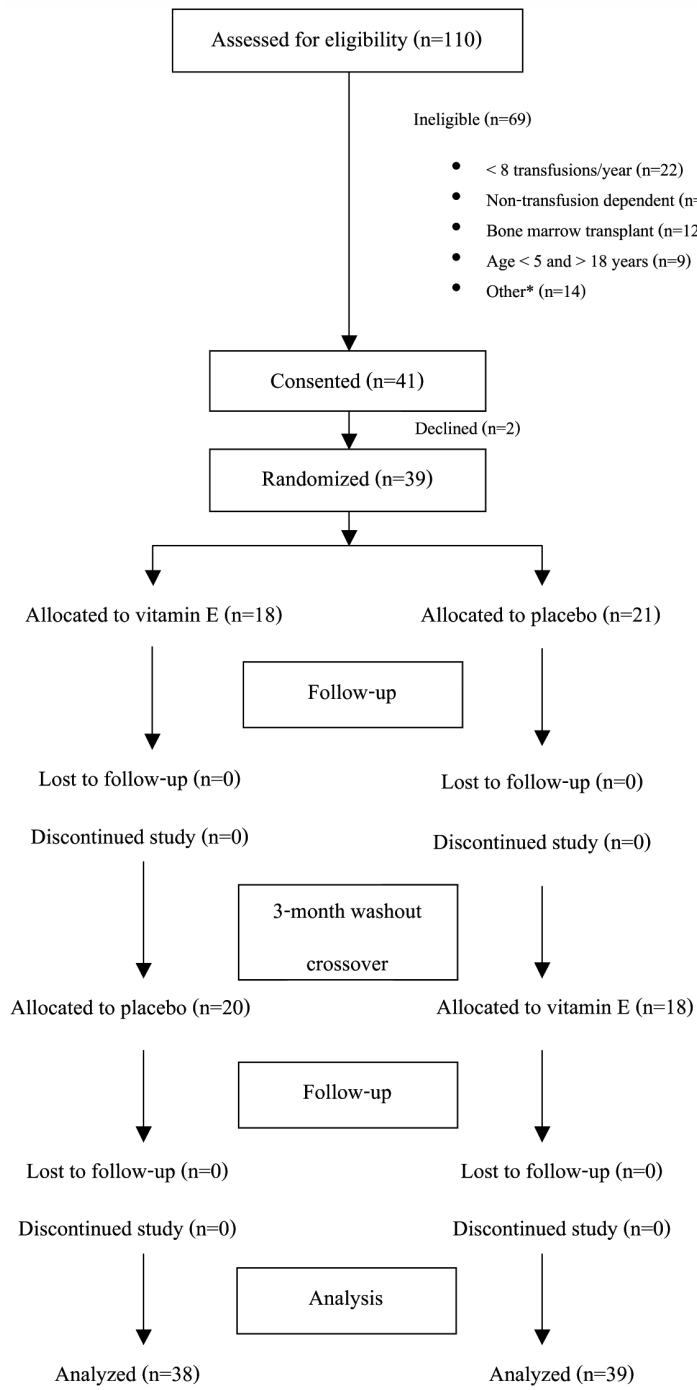 Assessed for eligibility (n=110)
Ineligible (n=69)
• < 8 transfusions/year (n=22)
• Non-transfusion dependent (n=
• Bone marrow transplant (n=12
• Age < 5 and > 18 years (n=9)
• Other* (n=14)
Consented (n=41)
Declined (n=2)
Randomized (n=39)
Allocated to vitamin E (n=18)
Allocated to placebo (n=21)
Follow-up
Lost to follow-up (n=0)
Lost to follow-up (n=0)
Discontinued study (n=0)
Discontinued study (n=0)
3-month washout
crossover
Allocated to placebo (n=20)
Allocated to vitamin E (n=18)
Follow-up
Lost to follow-up (n=0)
Lost to follow-up (n=0)
Discontinued study (n=0)
Discontinued study (n=0)
Analysis
Analyzed (n=38)
Analyzed (n=39)